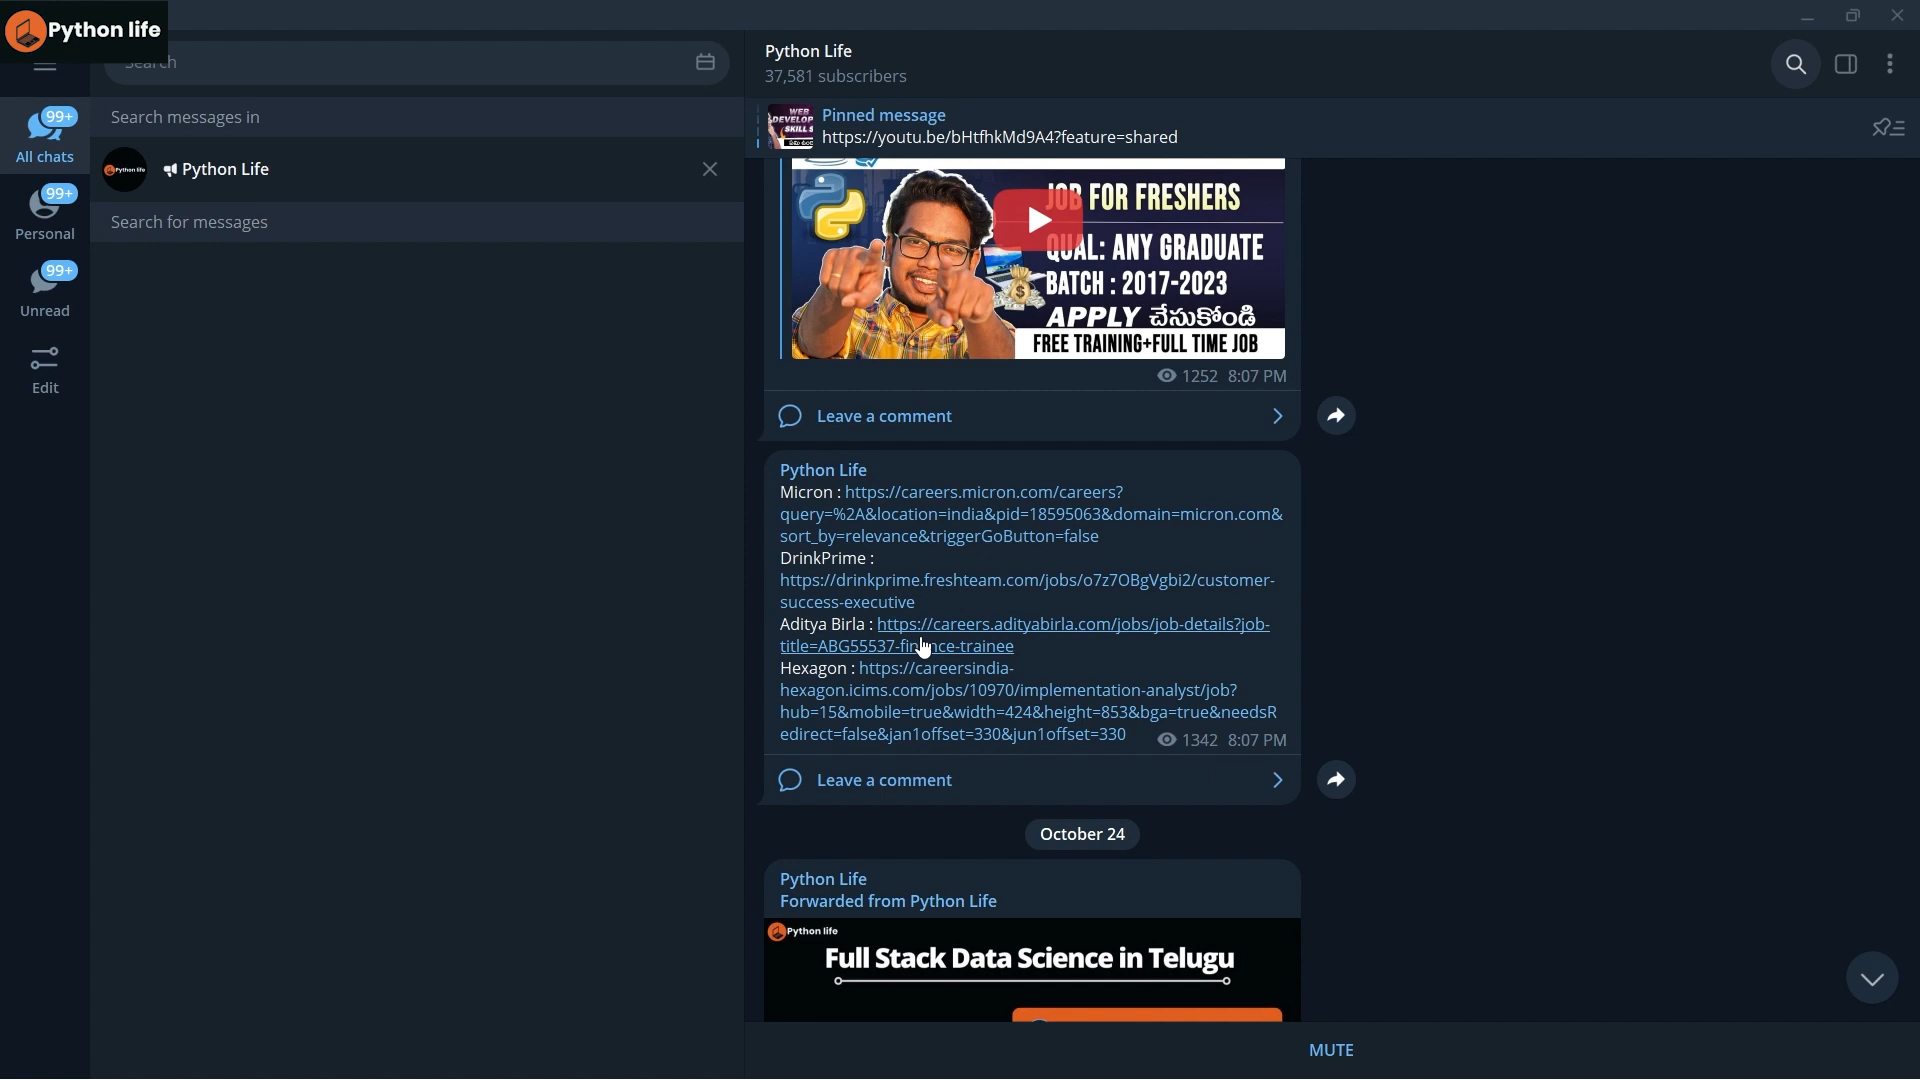 Python life
Search
99+
All chats
99+
Personal
99+
Unread
Edit
Search messages in
Python life
Python Life
Search for messages
Python Life
37,581 subscribers
WEB
DEVELOP
SKILL S
Pinned message
https://youtu.be/bHtfhkMd9A4?feature=shared
JOB FOR FRESHERS
QUAL: ANY GRADUATE
BATCH : 2017-2023
APPLY చేసుకోండి
FREE TRAINING+FULL TIME JOB
1252 8:07 PM
Leave a comment
Python Life
Micron : https://careers.micron.com/careers?
query=%2A&location=india&pid=18595063&domain=micron.com&
sort_by=relevance&triggerGoButton=false
DrinkPrime :
https://drinkprime.freshteam.com/jobs/o7z7OBgVgbi2/customer-
success-executive
Aditya Birla : https://careers.adityabirla.com/jobs/job-details?job-
title=ABG55537-finance-trainee
Hexagon : https://careersindia-
hexagon.icims.com/jobs/10970/implementation-analyst/job?
hub=15&mobile=true&width=424&height=853&bga=true&needsR
edirect=false&jan1offset=330&jun1offset=330 1342 8:07 PM
Leave a comment
October 24
Python Life
Forwarded from Python Life
Python life
Full Stack Data Science in Telugu
MUTE